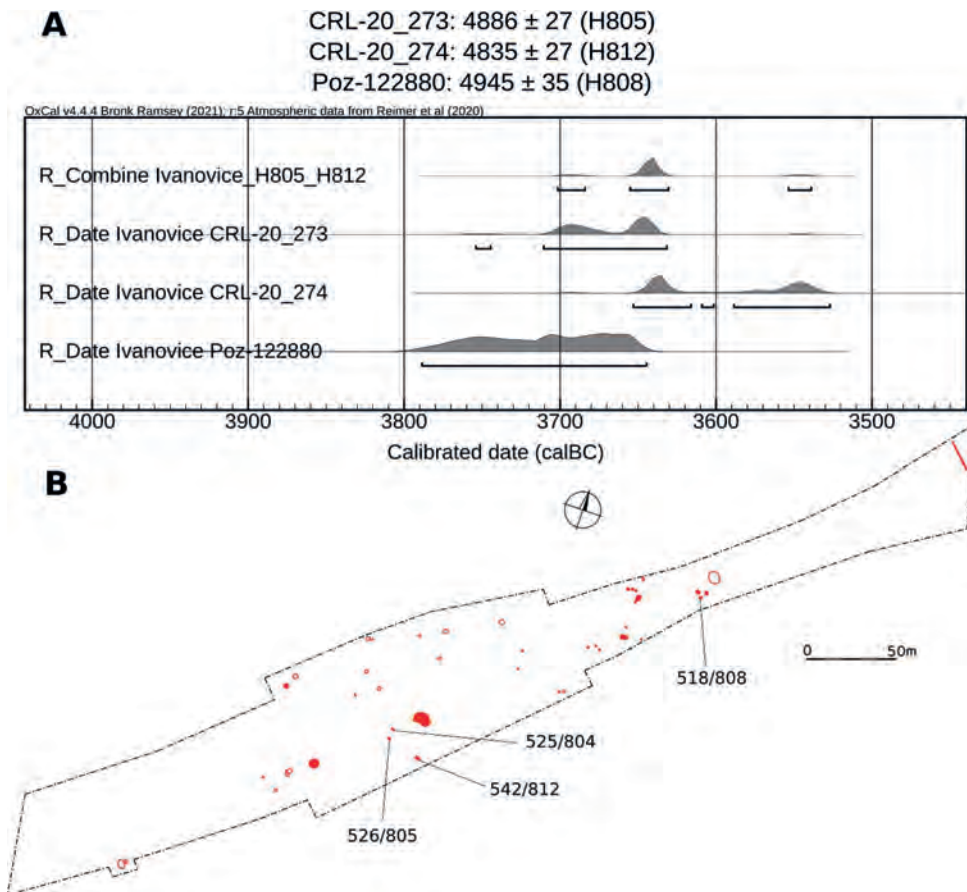 A
CRL-20_273: 4886 ± 27 (H805)
CRL-20_274: 4835 ± 27 (H812)
Poz-122880: 4945 ± 35 (H808)
OxCal v4.4.4 Bronk Ramsey (2021); r:5 Atmospheric data from Reimer et al (2020)
R_Combine Ivanovice_H805_H812
R_Date Ivanovice CRL-20_273
R_Date Ivanovice CRL-20_274
R_Date Ivanovice Poz-122880
4000 3900 3800 3700 3600 3500
Calibrated date (calBC)
B
0 50m
518/808
525/804
542/812
526/805